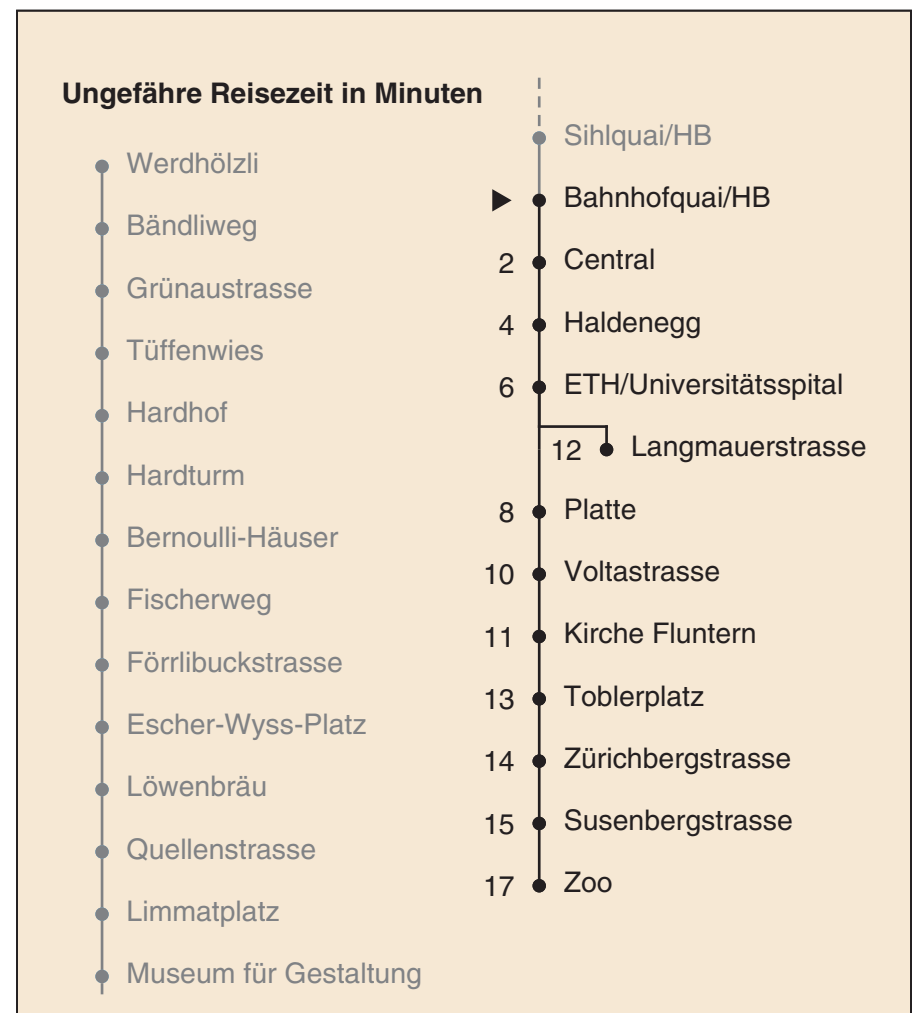 Ungefähre Reisezeit in Minuten
Werdhölzli
Bändliweg
Grünaustrasse
Tüffenwies
Hardhof
Hardturm
Bernoulli-Häuser
Fischerweg
Förrlibuckstrasse
Escher-Wyss-Platz
Löwenbräu
Quellenstrasse
Limmatplatz
Museum für Gestaltung
Sihlquai/HB
Bahnhofquai/HB
2 Central
4 Haldenegg
6 ETH/Universitätsspital
12 Langmauerstrasse
8 Platte
10 Voltastrasse
11 Kirche Fluntern
13 Toblerplatz
14 Zürichbergstrasse
15 Susenbergstrasse
17 Zoo